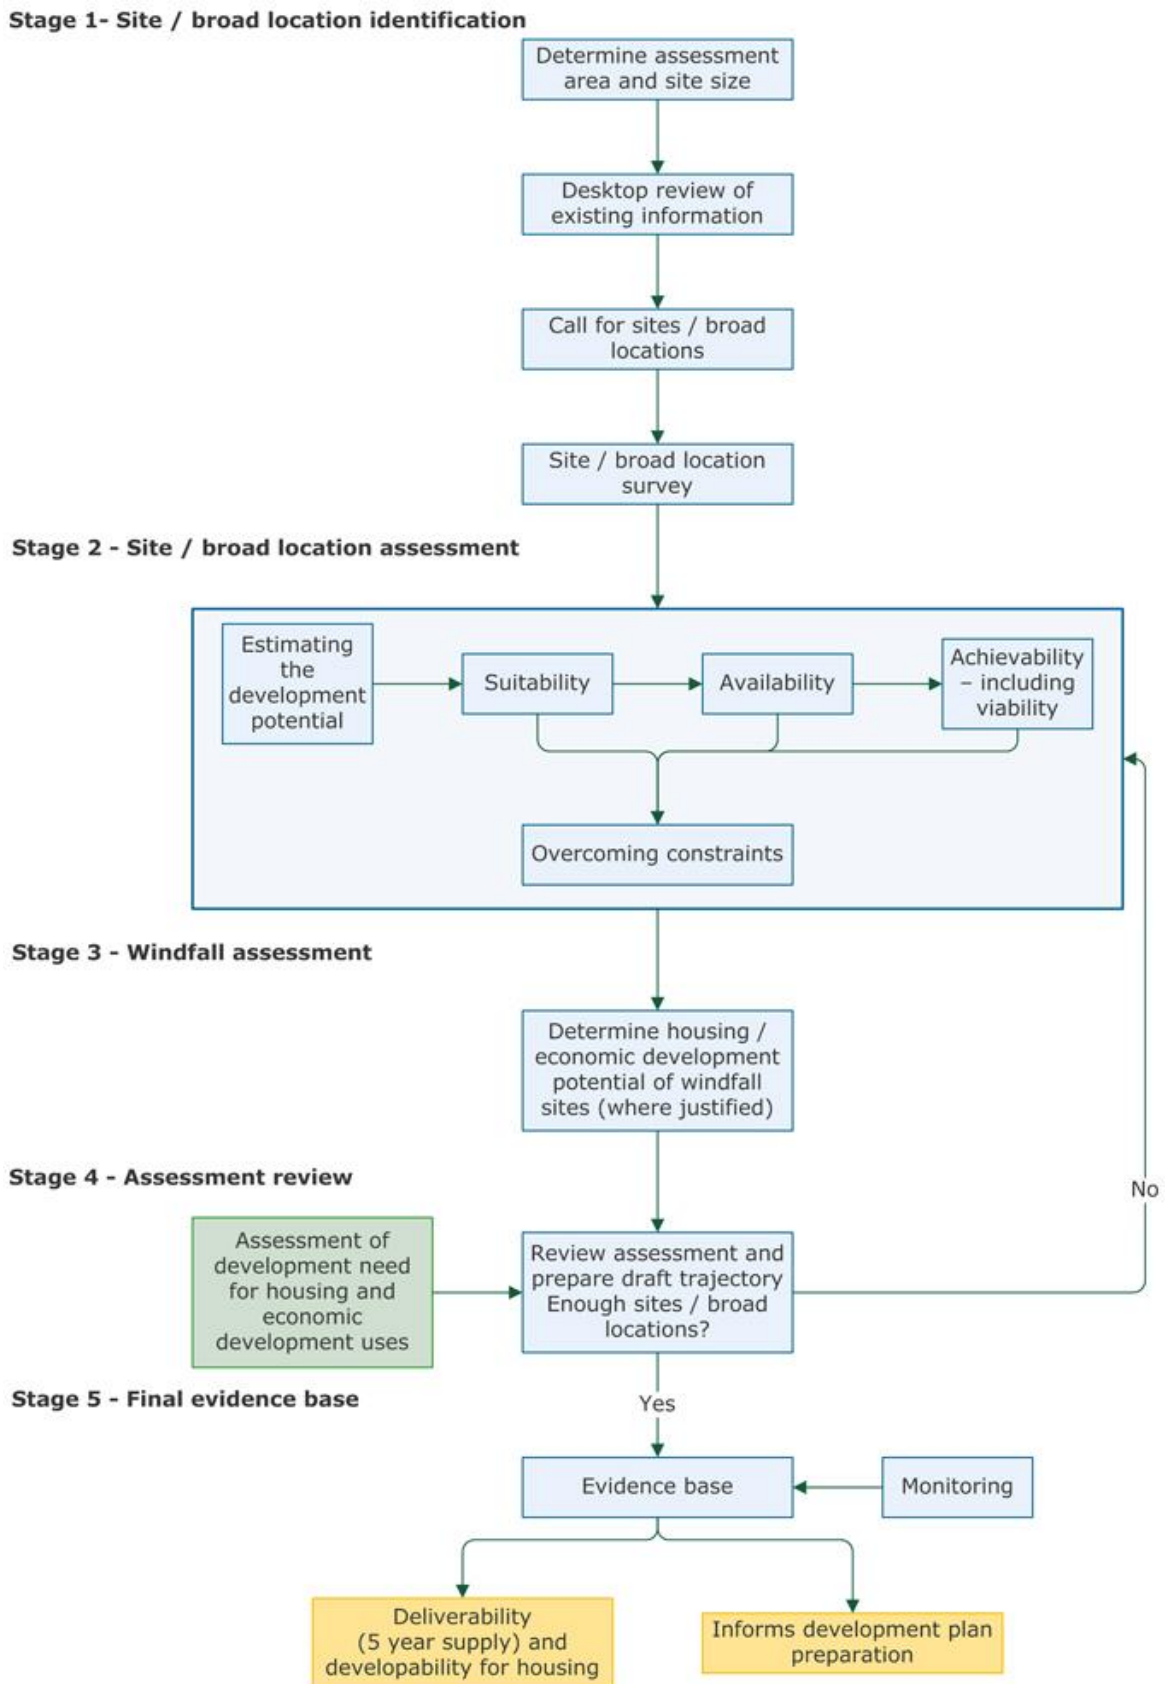 Stage 1- Site / broad location identification
Determine assessment
area and site size
Desktop review of
existing information
Call for sites / broad
locations
Site / broad location
survey
Stage 2 - Site / broad location assessment
Estimating
the
development
potential
Suitability
Availability
Achievability
– including
viability
Overcoming constraints
Stage 3 - Windfall assessment
Determine housing /
economic development
potential of windfall
sites (where justified)
Stage 4 - Assessment review
No
Assessment of
development need
for housing and
economic
development uses
Review assessment and
prepare draft trajectory
Enough sites / broad
locations?
Stage 5 - Final evidence base
Yes
Evidence base
Monitoring
Deliverability
(5 year supply) and
developability for housing
Informs development plan
preparation